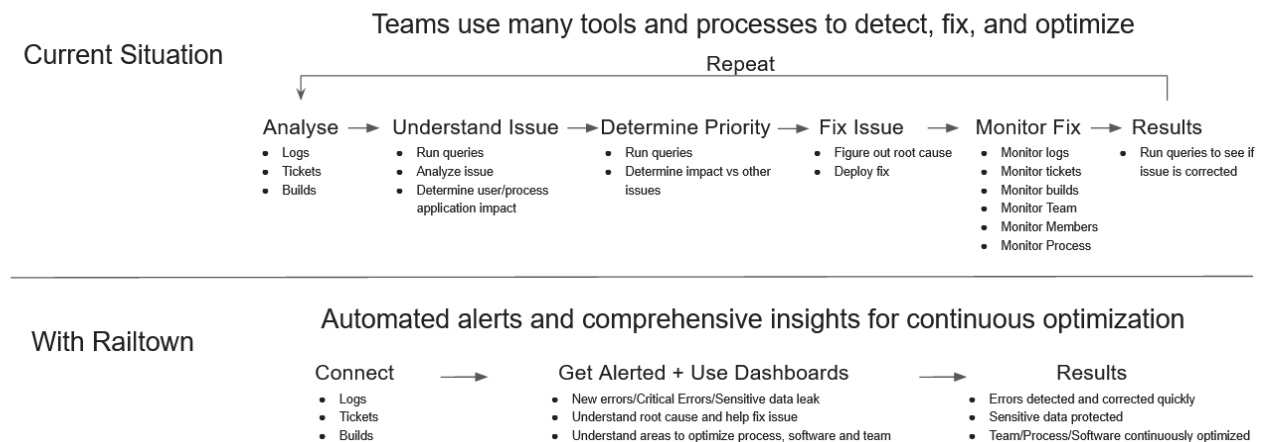 Teams use many tools and processes to detect, fix, and optimize
Current Situation
Repeat
Analyse
Logs
Tickets
Builds
Understand Issue
Run queries
Analyze issue
Determine user/process
application impact
Determine Priority
Run queries
Determine impact vs other
issues
Fix Issue
Figure out root cause
Deploy fix
Monitor Fix
Monitor logs
Monitor tickets
Monitor builds
Monitor Team
Monitor Members
Monitor Process
Results
Run queries to see if
issue is corrected
With Railtown
Automated alerts and comprehensive insights for continuous optimization
Connect
Logs
Tickets
Builds
Get Alerted + Use Dashboards
New errors/Critical Errors/Sensitive data leak
Understand root cause and help fix issue
Understand areas to optimize process, software and team
Results
Errors detected and corrected quickly
Sensitive data protected
Team/Process/Software continuously optimized